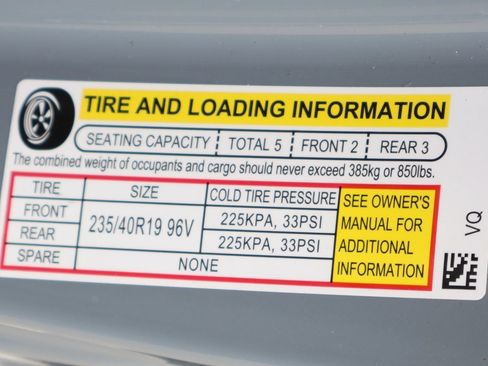 TIRE AND LOADING INFORMATION
SEATING CAPACITY | TOTAL 5 | FRONT 2 | REAR 3
The combined weight of occupants and cargo should never exceed 385kg or 850lbs.
TIRE SIZE COLD TIRE PRESSURE
FRONT 235/40R19 96V 225KPA, 33PSI
REAR 225KPA, 33PSI
SPARE NONE
SEE OWNER'S
MANUAL FOR
ADDITIONAL
INFORMATION
VQ